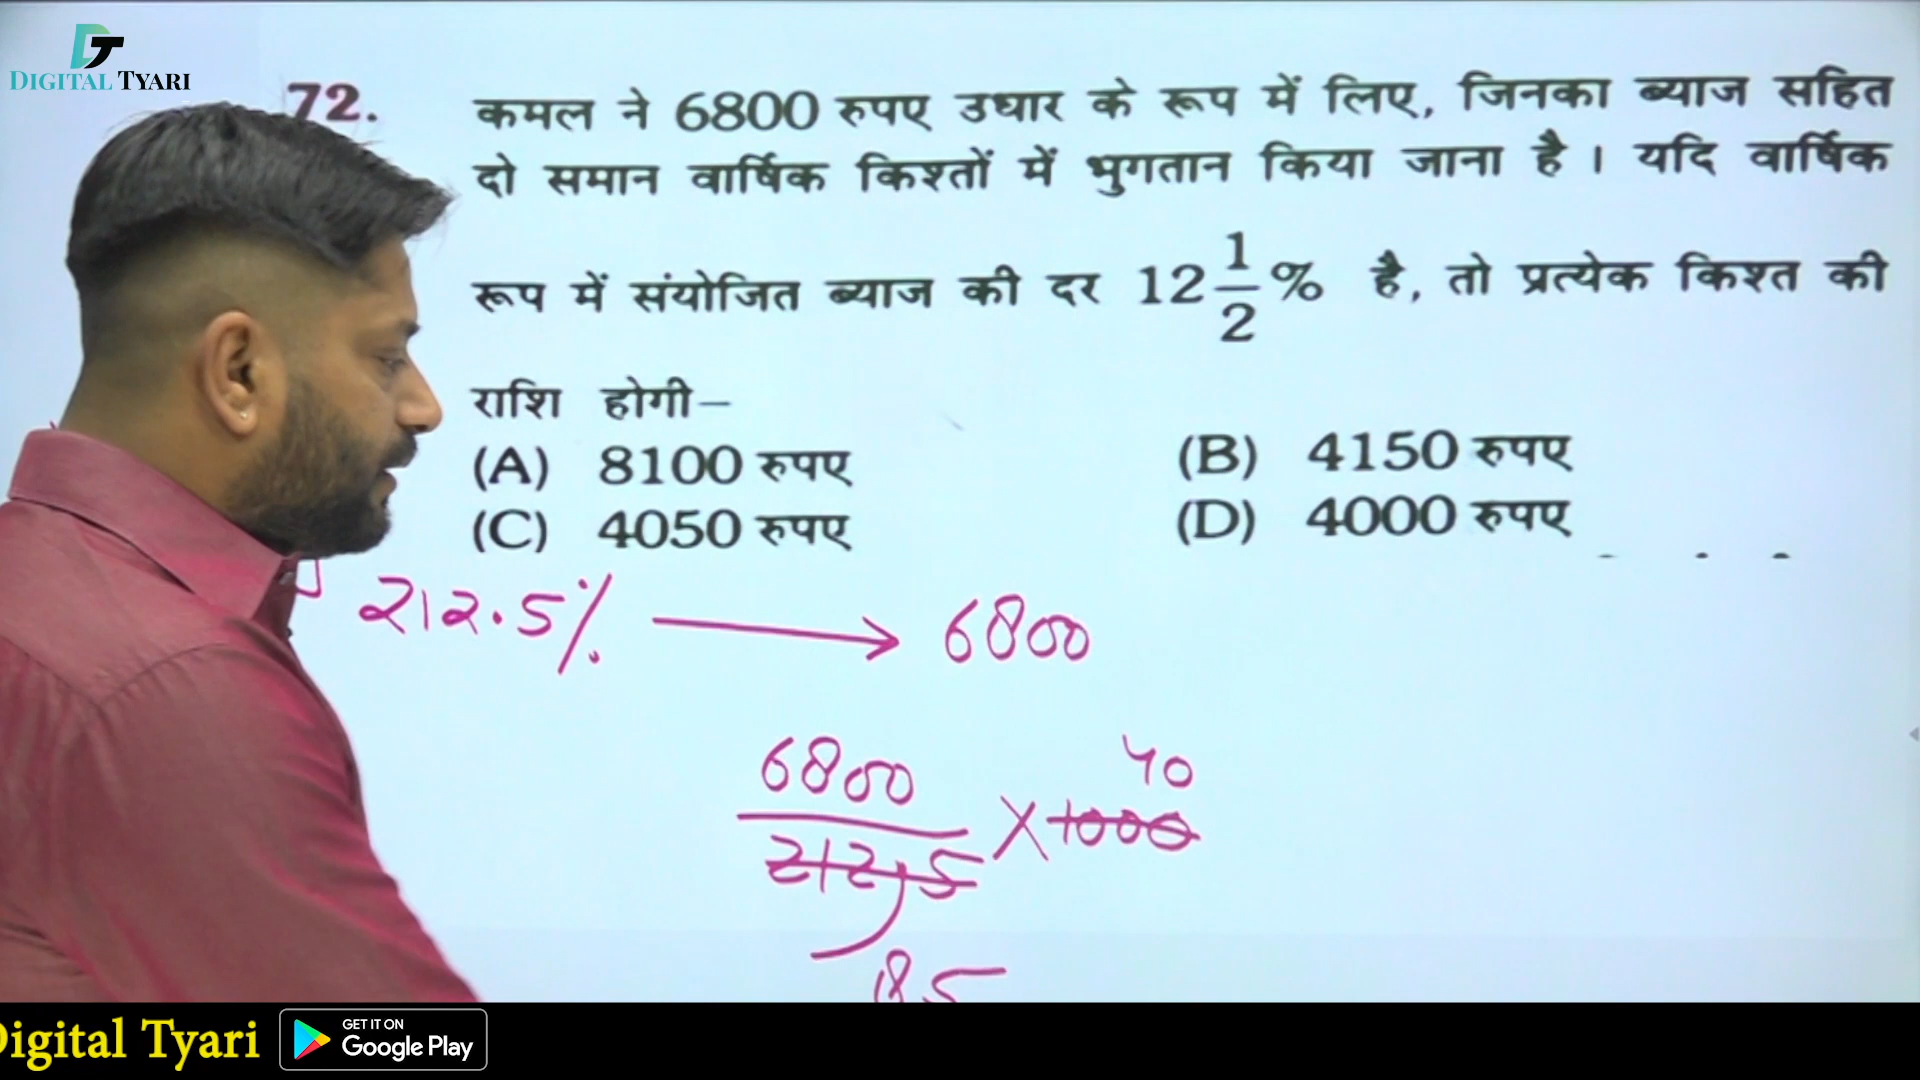 DIGITAL TYARI
72. कमल ने 6800 रुपए उधार के रूप में लिए, जिनका ब्याज सहित
दो समान वार्षिक किश्तों में भुगतान किया जाना है। यदि वार्षिक
रूप में संयोजित ब्याज की दर 12 1/2 % है, तो प्रत्येक किश्त की
राशि होगी–
(A) 8100 रुपए (B) 4150 रुपए
(C) 4050 रुपए (D) 4000 रुपए
212.5% → 6800
6800/212.5 × 1000
40
85
Digital Tyari
GET IT ON
Google Play